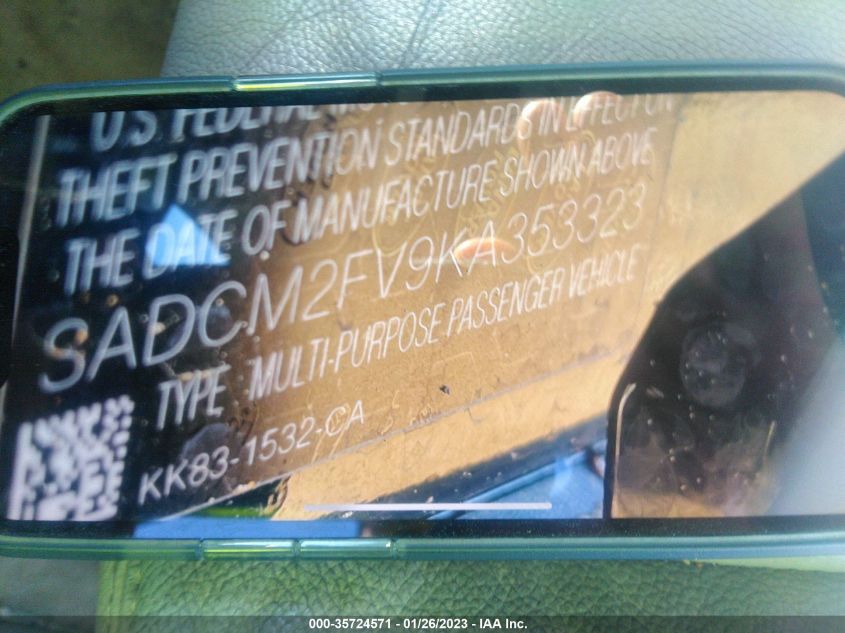 U.S. FEDERAL
THEFT PREVENTION STANDARDS IN EFFECT ON
THE DATE OF MANUFACTURE SHOWN ABOVE
SADCM2FV9KA353323
TYPE : MULTI-PURPOSE PASSENGER VEHICLE
KK83-1532-CA
000-35724571 - 01/26/2023 - IAA Inc.